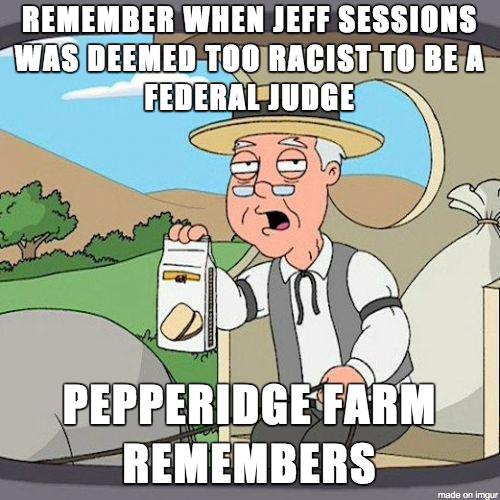 REMEMBER WHEN JEFF SESSIONS
WAS DEEMED TOO RACIST TO BE A
FEDERAL JUDGE
PEPPERIDGE FARM
REMEMBERS
made on imgur